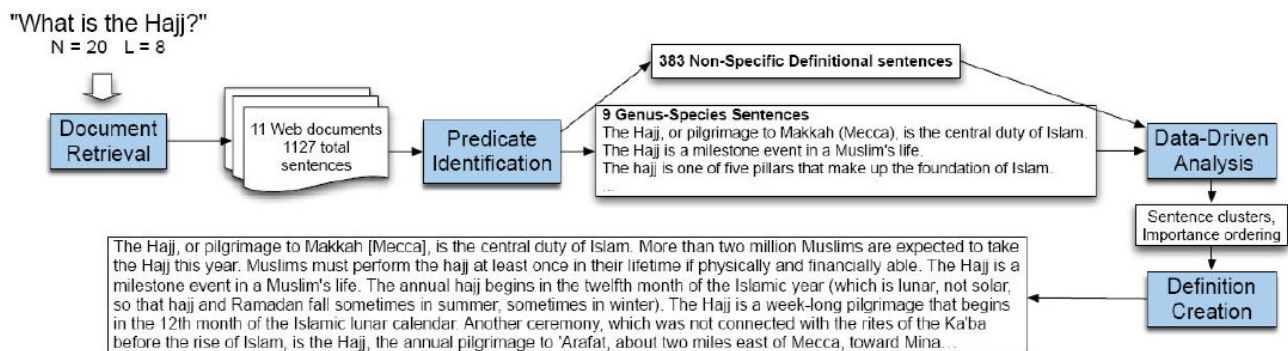 "What is the Hajj?"
N = 20 L = 8
Document
Retrieval
11 Web documents
1127 total
sentences
Predicate
Identification
383 Non-Specific Definitional sentences
9 Genus-Species Sentences
The Hajj, or pilgrimage to Makkah (Mecca), is the central duty of Islam.
The Hajj is a milestone event in a Muslim's life.
The hajj is one of five pillars that make up the foundation of Islam.
...
Data-Driven
Analysis
Sentence clusters,
Importance ordering
Definition
Creation
The Hajj, or pilgrimage to Makkah [Mecca], is the central duty of Islam. More than two million Muslims are expected to take
the Hajj this year. Muslims must perform the hajj at least once in their lifetime if physically and financially able. The Hajj is a
milestone event in a Muslim's life. The annual hajj begins in the twelfth month of the Islamic year (which is lunar, not solar,
so that hajj and Ramadan fall sometimes in summer, sometimes in winter). The Hajj is a week-long pilgrimage that begins
in the 12th month of the Islamic lunar calendar. Another ceremony, which was not connected with the rites of the Ka'ba
before the rise of Islam, is the Hajj, the annual pilgrimage to 'Arafat, about two miles east of Mecca, toward Mina…